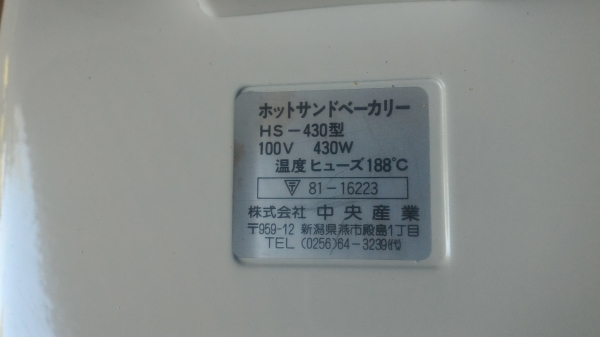 ホットサンドベーカリー
HS-430型
100V 430W
温度ヒューズ188℃
〒 81-16223
株式会社 中央産業
〒959-12 新潟県燕市殿島1丁目
TEL (0256)64-3239(代)